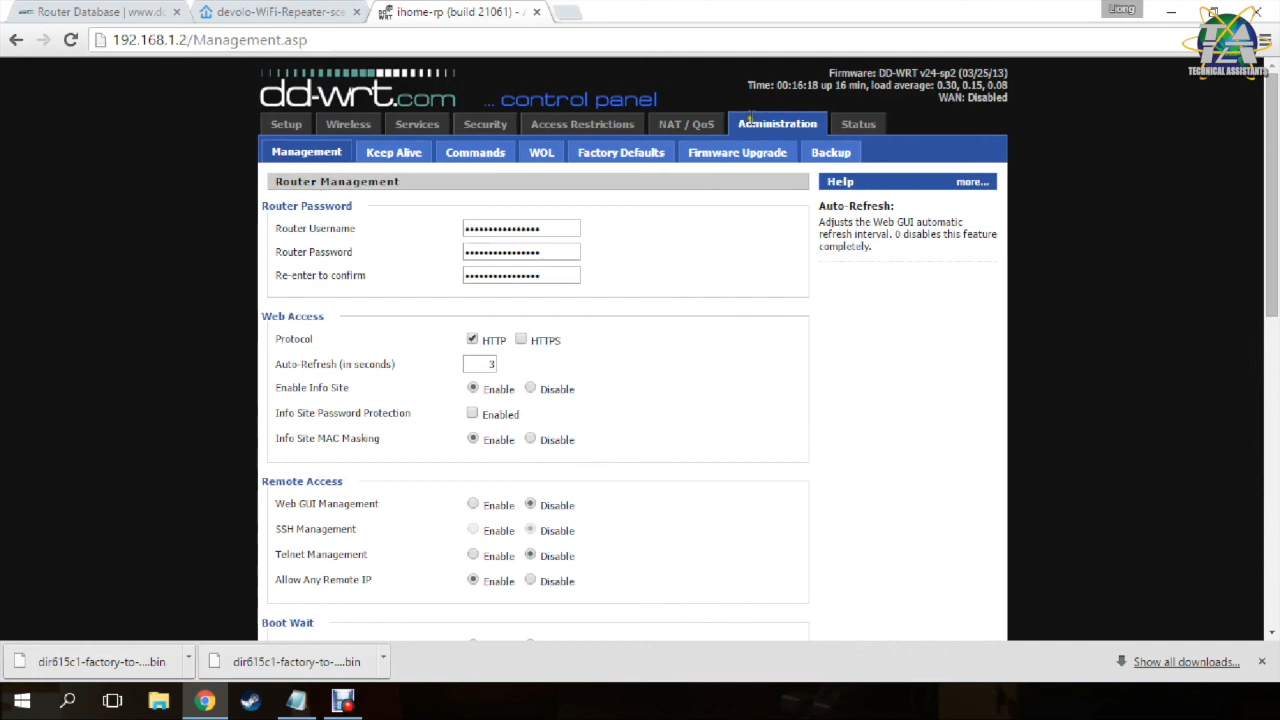 Router Database | www.dd
devolo-WiFi-Repeater-sce
ihome-rp (build 21061) -
Liong
192.168.1.2/Management.asp
TECHNICAL ASSISTANTS
dd-wrt.com ... control panel
Firmware: DD-WRT v24-sp2 (03/25/13)
Time: 00:16:18 up 16 min, load average: 0.30, 0.15, 0.08
WAN: Disabled
Setup Wireless Services Security Access Restrictions NAT / QoS Administration Status
Management Keep Alive Commands WOL Factory Defaults Firmware Upgrade Backup
Router Management
Help more...
Router Password
Router Username
Router Password
Re-enter to confirm
Auto-Refresh:
Adjusts the Web GUI automatic
refresh interval. 0 disables this feature
completely.
Web Access
Protocol HTTP HTTPS
Auto-Refresh (in seconds) 3
Enable Info Site Enable Disable
Info Site Password Protection Enabled
Info Site MAC Masking Enable Disable
Remote Access
Web GUI Management Enable Disable
SSH Management Enable Disable
Telnet Management Enable Disable
Allow Any Remote IP Enable Disable
Boot Wait
dir615c1-factory-to-....bin
dir615c1-factory-to-....bin
Show all downloads...